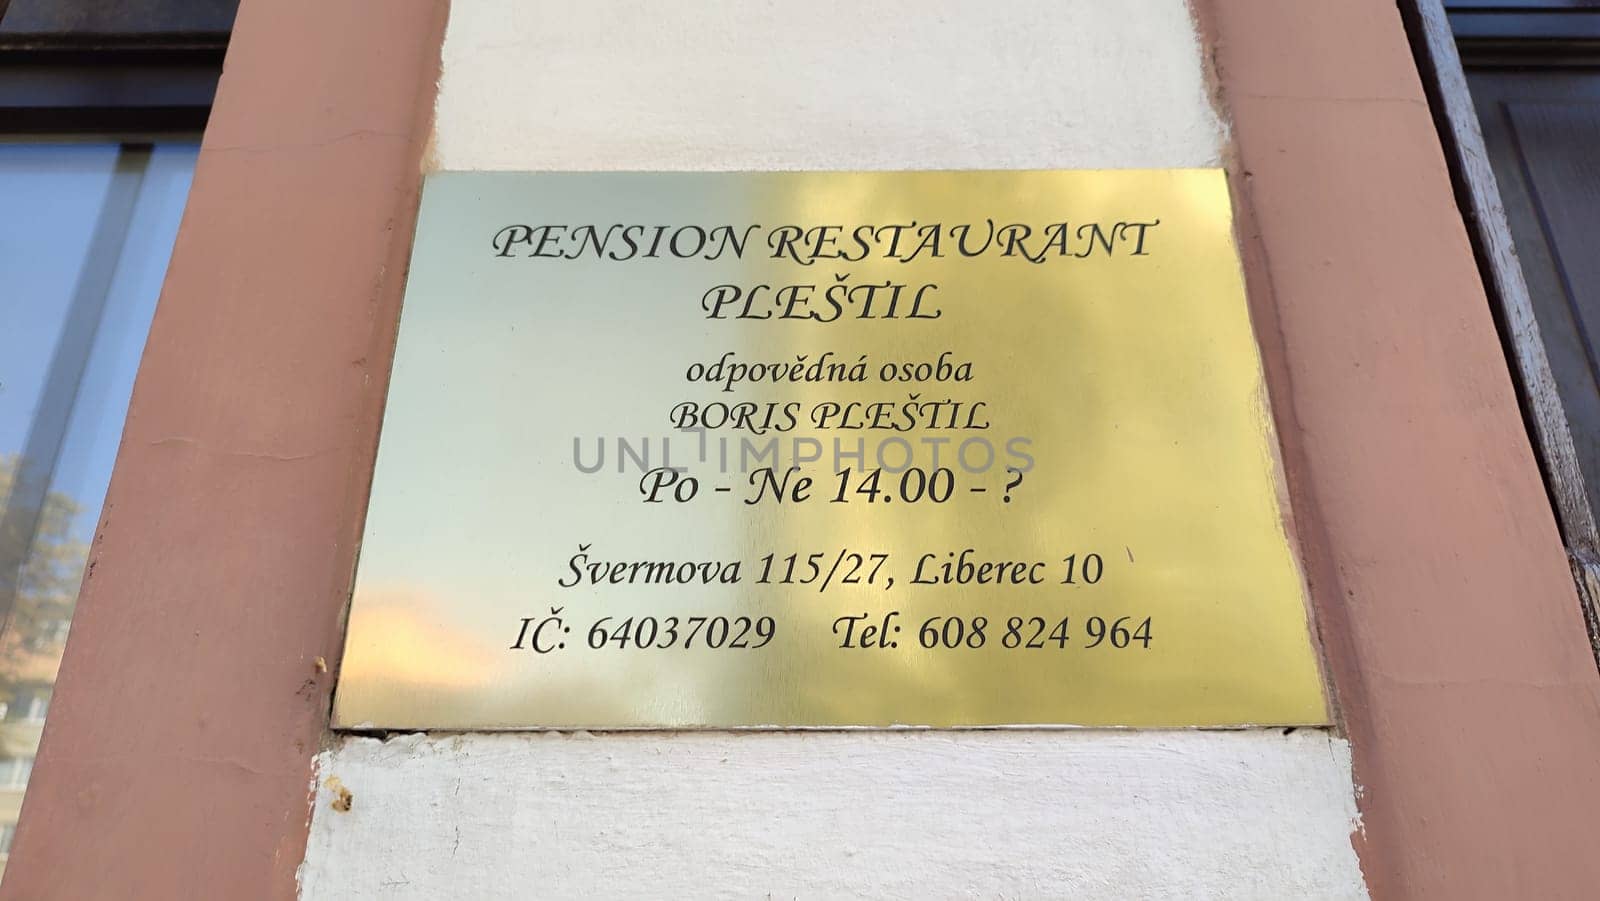 PENSION RESTAURANT
PLEŠTIL
odpovědná osoba
BORIS PLEŠTIL
UNLIMPHOTOS
Po - Ne 14.00 - ?
Švermova 115/27, Liberec 10
IČ: 64037029 Tel: 608 824 964